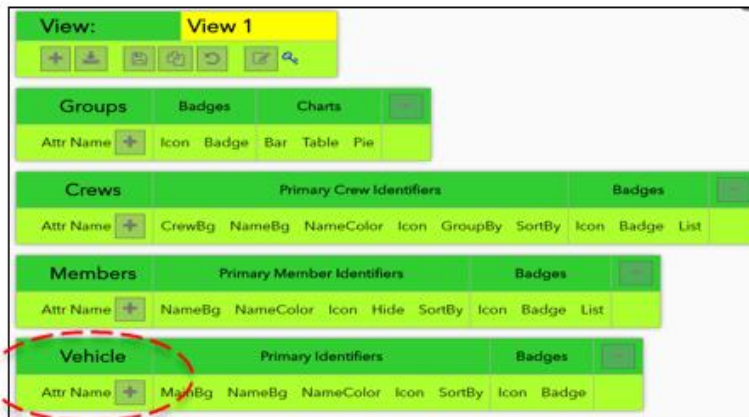 View: View 1
Groups Badges Charts
Attr Name Icon Badge Bar Table Pie
Crews Primary Crew Identifiers Badges
Attr Name CrewBg NameBg NameColor Icon GroupBy SortBy Icon Badge List
Members Primary Member Identifiers Badges
Attr Name NameBg NameColor Icon Hide SortBy Icon Badge List
Vehicle Primary Identifiers Badges
Attr Name MainBg NameBg NameColor Icon SortBy Icon Badge